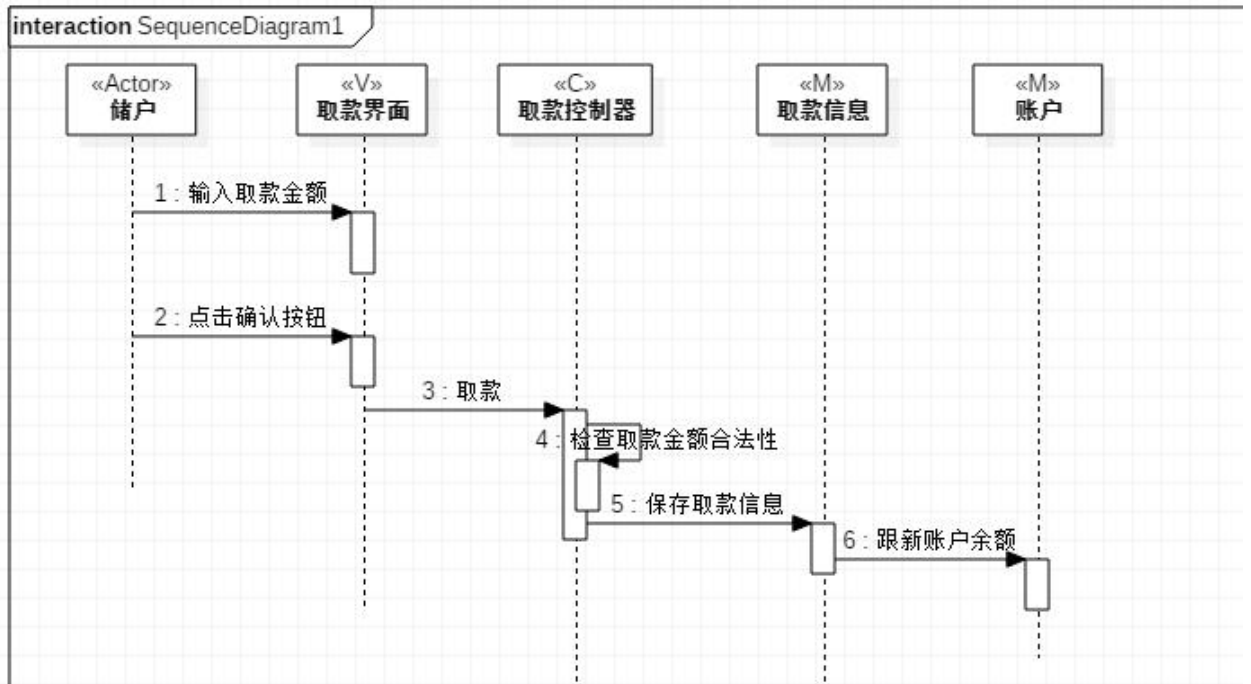 interaction SequenceDiagram1
«Actor»
储户
«V»
取款界面
«C»
取款控制器
«M»
取款信息
«M»
账户
1 : 输入取款金额
2 : 点击确认按钮
3 : 取款
4 : 检查取款金额合法性
5 : 保存取款信息
6 : 跟新账户余额